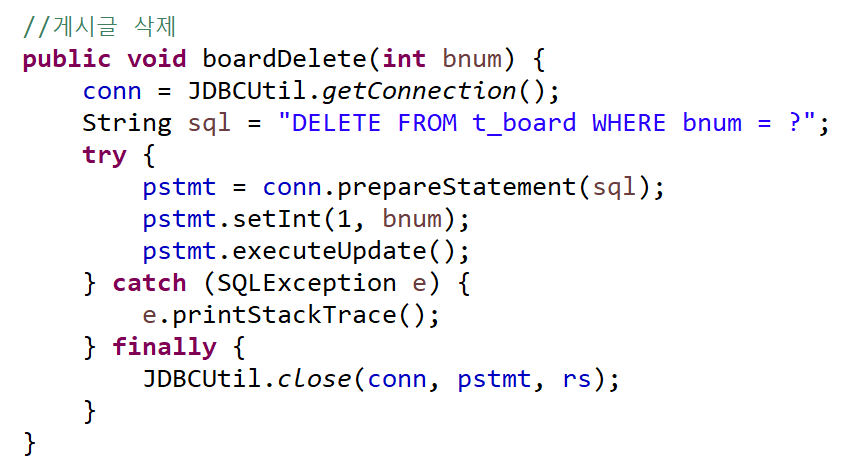 //게시글 삭제
public void boardDelete(int bnum) {
    conn = JDBCUtil.getConnection();
    String sql = "DELETE FROM t_board WHERE bnum = ?";
    try {
        pstmt = conn.prepareStatement(sql);
        pstmt.setInt(1, bnum);
        pstmt.executeUpdate();
    } catch (SQLException e) {
        e.printStackTrace();
    } finally {
        JDBCUtil.close(conn, pstmt, rs);
    }
}